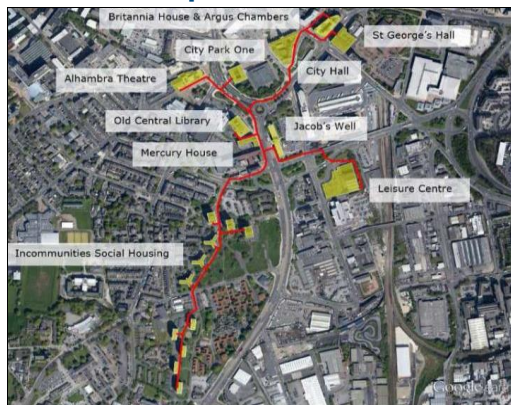 Britannia House & Argus Chambers
City Park One
St George's Hall
Alhambra Theatre
City Hall
Old Central Library
Jacob's Well
Mercury House
Leisure Centre
Incommunities Social Housing
Google earth